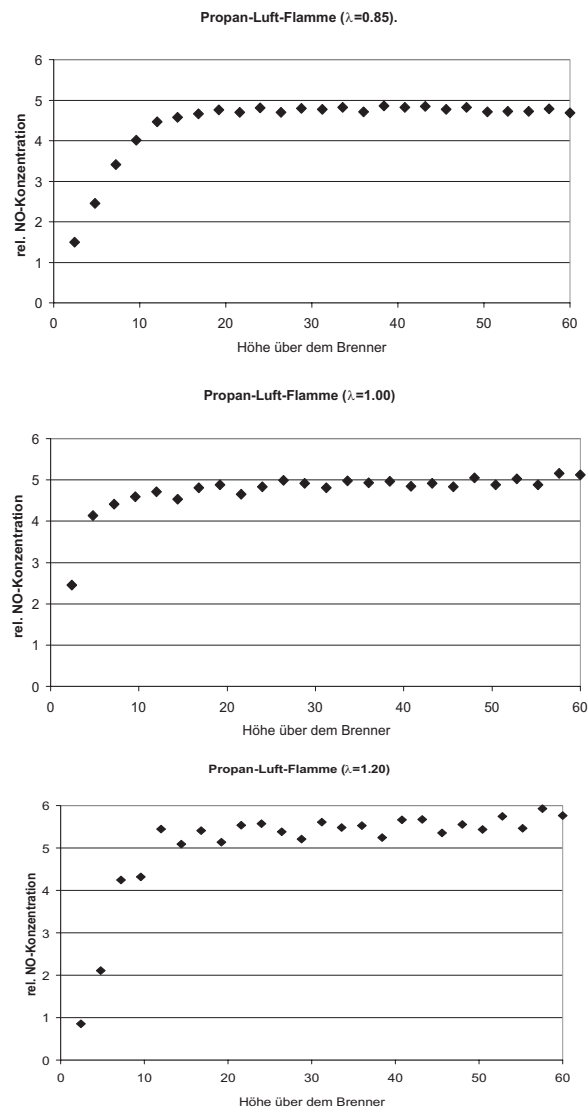 Propan-Luft-Flamme (λ=0.85).
6
5
4
3
2
1
0
rel. NO-Konzentration
0 10 20 30 40 50 60
Höhe über dem Brenner
Propan-Luft-Flamme (λ=1.00)
6
5
4
3
2
1
0
rel. NO-Konzentration
0 10 20 30 40 50 60
Höhe über dem Brenner
Propan-Luft-Flamme (λ=1.20)
6
5
4
3
2
1
0
rel. NO-Konzentration
0 10 20 30 40 50 60
Höhe über dem Brenner